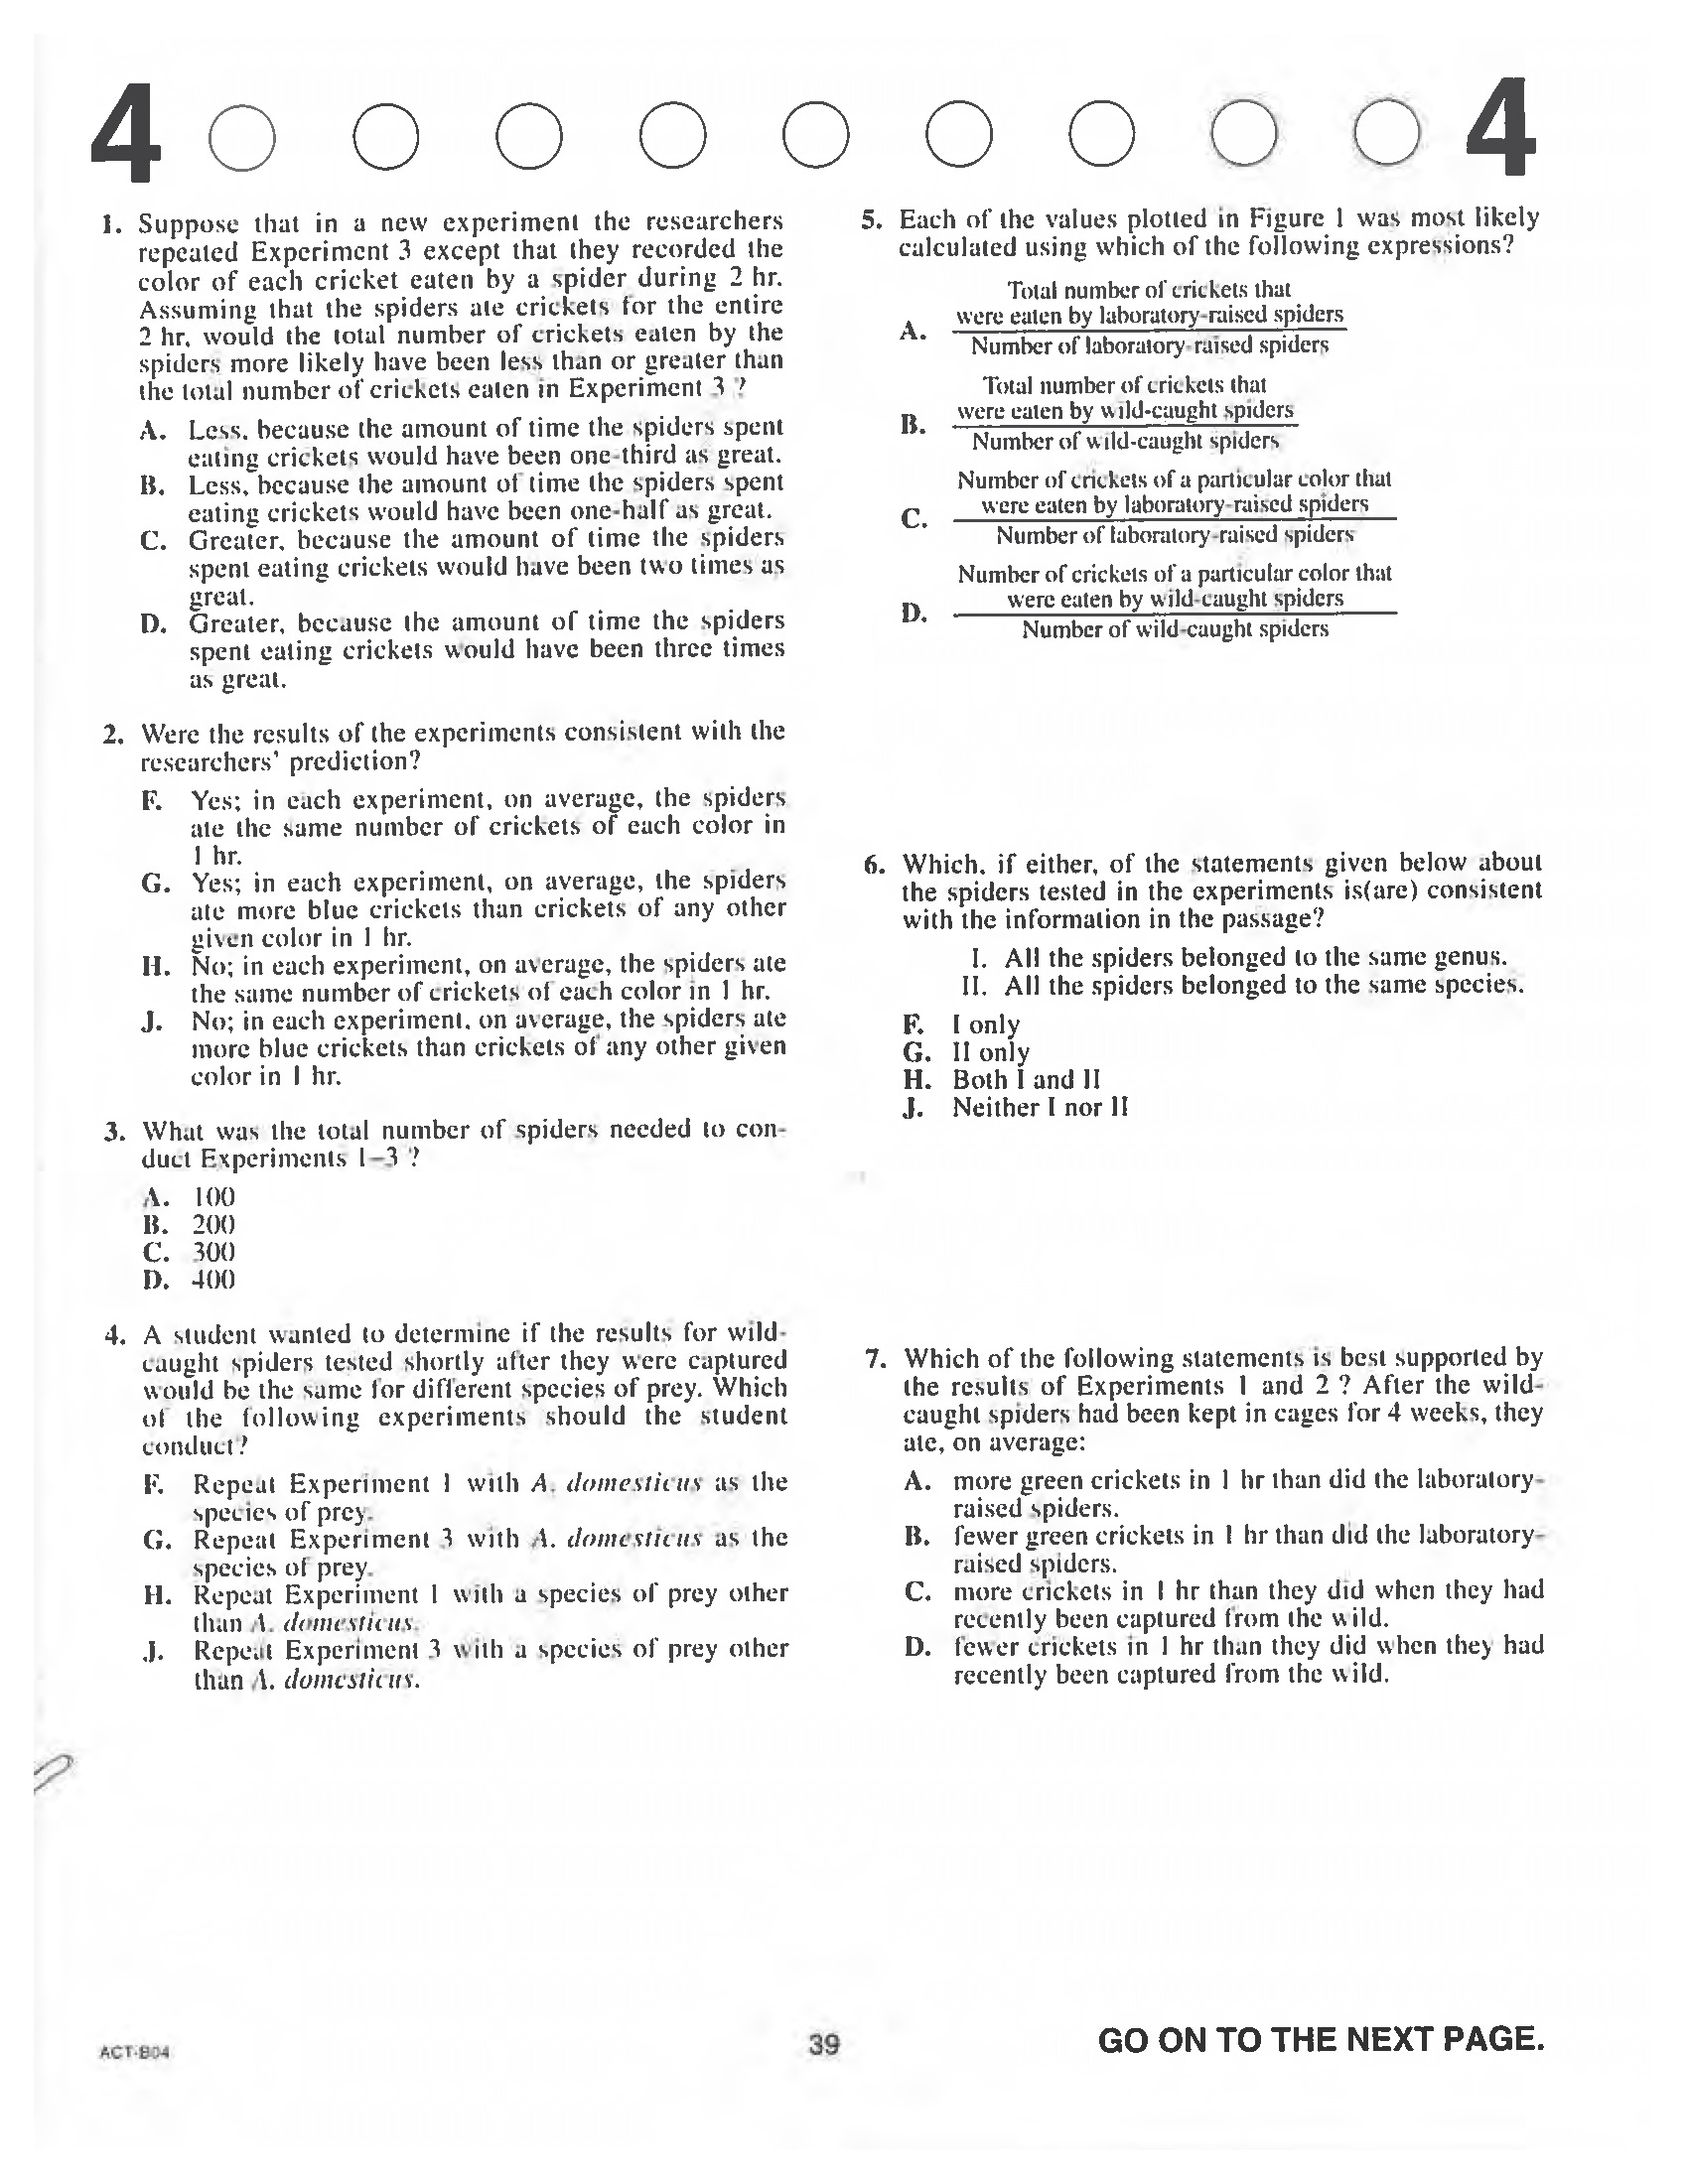 4 4
1. Suppose that in a new experiment the researchers
repeated Experiment 3 except that they recorded the
color of each cricket eaten by a spider during 2 hr.
Assuming that the spiders ate crickets for the entire
2 hr, would the total number of crickets eaten by the
spiders more likely have been less than or greater than
the total number of crickets eaten in Experiment 3 ?
A. Less, because the amount of time the spiders spent
eating crickets would have been one-third as great.
B. Less, because the amount of time the spiders spent
eating crickets would have been one-half as great.
C. Greater, because the amount of time the spiders
spent eating crickets would have been two times as
great.
D. Greater, because the amount of time the spiders
spent eating crickets would have been three times
as great.
2. Were the results of the experiments consistent with the
researchers' prediction?
F. Yes; in each experiment, on average, the spiders
ate the same number of crickets of each color in
1 hr.
G. Yes; in each experiment, on average, the spiders
ate more blue crickets than crickets of any other
given color in 1 hr.
H. No; in each experiment, on average, the spiders ate
the same number of crickets of each color in 1 hr.
J. No; in each experiment, on average, the spiders ate
more blue crickets than crickets of any other given
color in 1 hr.
3. What was the total number of spiders needed to con-
duct Experiments 1–3 ?
A. 100
B. 200
C. 300
D. 400
4. A student wanted to determine if the results for wild-
caught spiders tested shortly after they were captured
would be the same for different species of prey. Which
of the following experiments should the student
conduct?
F. Repeat Experiment 1 with A. domesticus as the
species of prey.
G. Repeat Experiment 3 with A. domesticus as the
species of prey.
H. Repeat Experiment 1 with a species of prey other
than A. domesticus.
J. Repeat Experiment 3 with a species of prey other
than A. domesticus.
5. Each of the values plotted in Figure 1 was most likely
calculated using which of the following expressions?
Total number of crickets that
A. were eaten by laboratory-raised spiders
Number of laboratory-raised spiders
Total number of crickets that
B. were eaten by wild-caught spiders
Number of wild-caught spiders
Number of crickets of a particular color that
C. were eaten by laboratory-raised spiders
Number of laboratory-raised spiders
Number of crickets of a particular color that
D. were eaten by wild-caught spiders
Number of wild-caught spiders
6. Which, if either, of the statements given below about
the spiders tested in the experiments is(are) consistent
with the information in the passage?
I. All the spiders belonged to the same genus.
II. All the spiders belonged to the same species.
F. I only
G. II only
H. Both I and II
J. Neither I nor II
7. Which of the following statements is best supported by
the results of Experiments 1 and 2 ? After the wild-
caught spiders had been kept in cages for 4 weeks, they
ate, on average:
A. more green crickets in 1 hr than did the laboratory-
raised spiders.
B. fewer green crickets in 1 hr than did the laboratory-
raised spiders.
C. more crickets in 1 hr than they did when they had
recently been captured from the wild.
D. fewer crickets in 1 hr than they did when they had
recently been captured from the wild.
ACT-B04
39
GO ON TO THE NEXT PAGE.